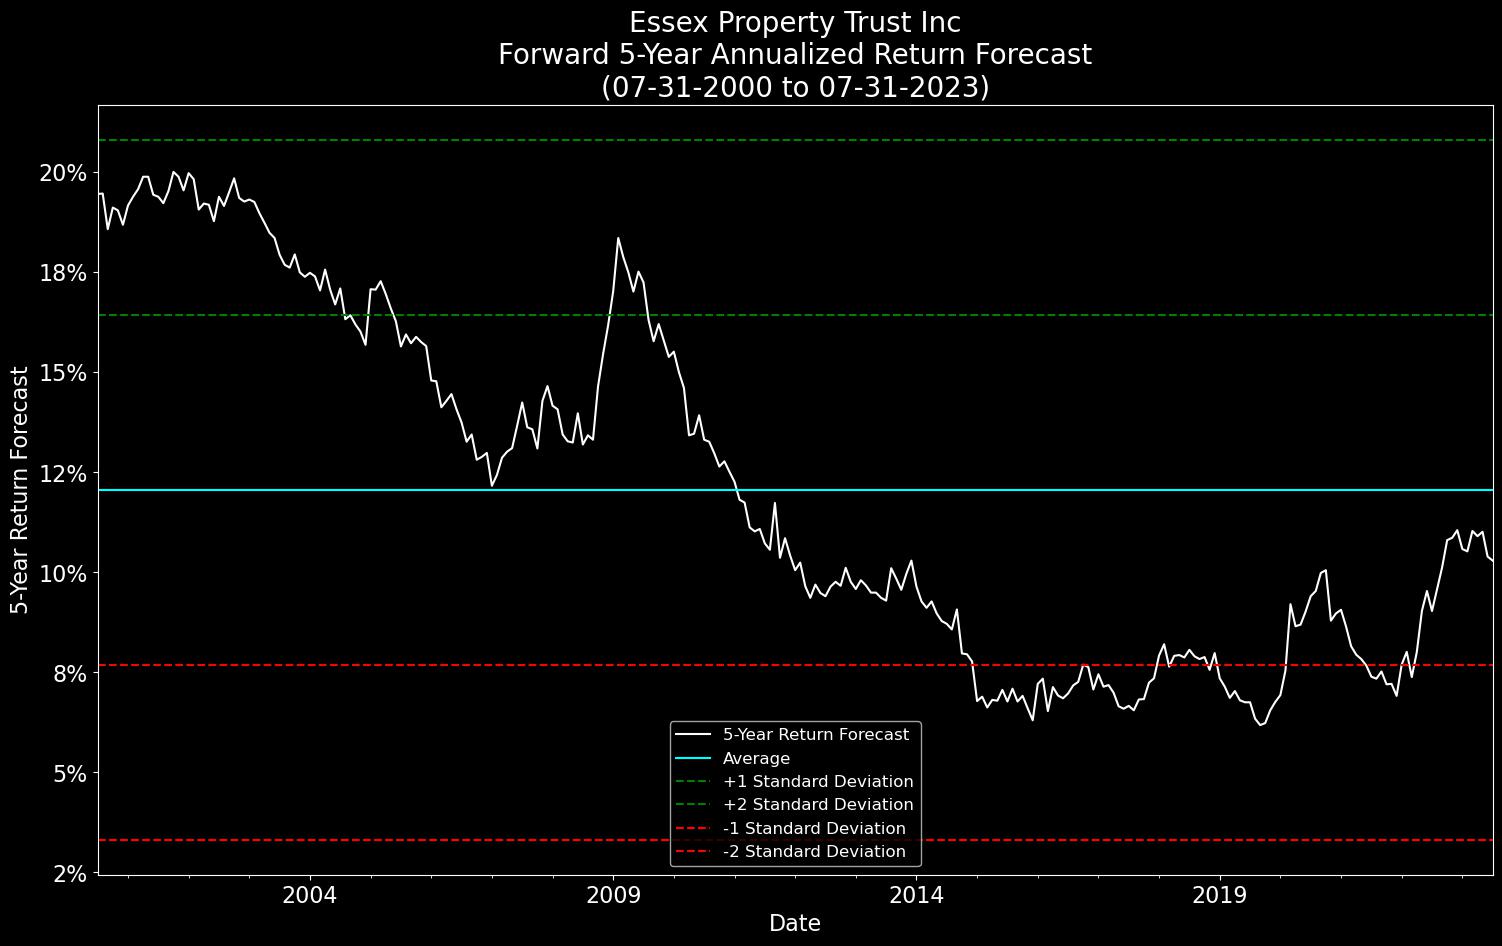 Essex Property Trust Inc
Forward 5-Year Annualized Return Forecast
(07-31-2000 to 07-31-2023)
5-Year Return Forecast
20%
18%
15%
12%
10%
8%
5%
2%
5-Year Return Forecast
Average
+1 Standard Deviation
+2 Standard Deviation
-1 Standard Deviation
-2 Standard Deviation
2004
2009
2014
2019
Date